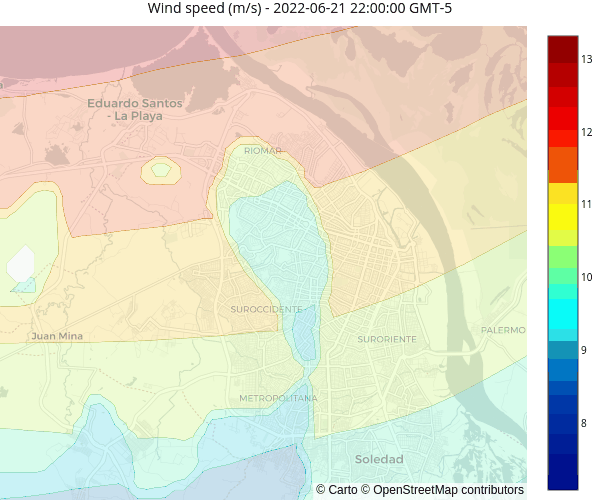 Wind speed (m/s) - 2022-06-21 22:00:00 GMT-5
13
Eduardo Santos
- La Playa
12
RIOMAR
11
10
SUROCCIDENTE
PALERMO
Juan Mina
SURORIENTE
9
METROPOLITANA
8
Soledad
© Carto © OpenStreetMap contributors